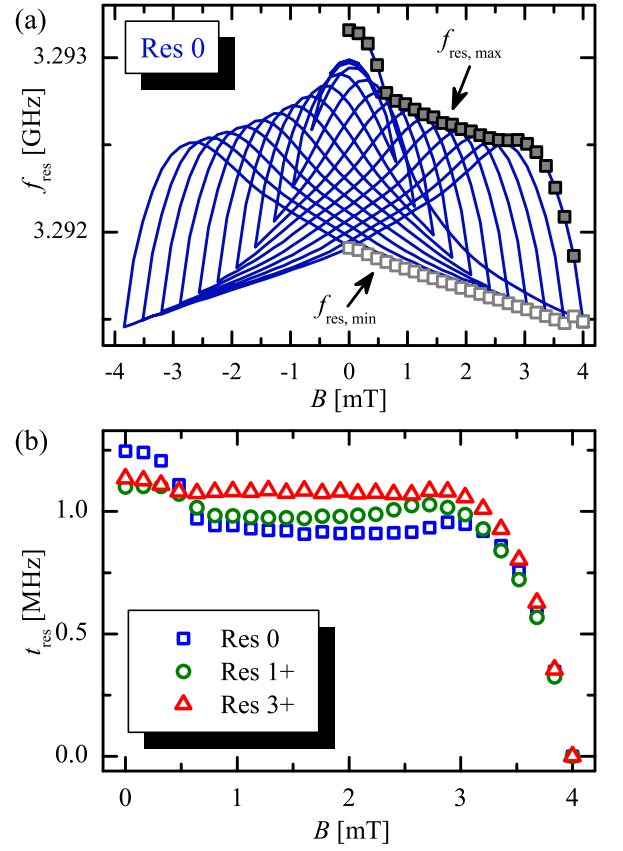 (a)
Res 0
f_res, max
f_res, min
f_res [GHz]
3.293
3.292
-4 -3 -2 -1 0 1 2 3 4
B [mT]
(b)
t_res [MHz]
1.0
0.5
0.0
Res 0
Res 1+
Res 3+
0 1 2 3 4
B [mT]